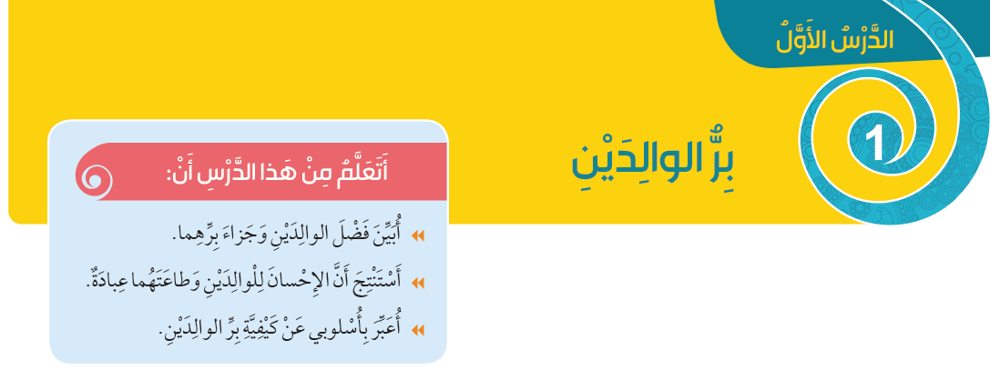 الدَّرْسُ الأَوَّلُ
1
بِرُّ الوالِدَيْنِ
أَتَعَلَّمُ مِنْ هَذا الدَّرْسِ أَنْ:
أُبَيِّنَ فَضْلَ الوالِدَيْنِ وَجَزاءَ بِرِّهِما.
أَسْتَنْتِجَ أَنَّ الإِحْسانَ لِلْوالِدَيْنِ وَطاعَتَهُما عِبادَةٌ.
أُعَبِّرَ بِأُسْلوبي عَنْ كَيْفِيَّةِ بِرِّ الوالِدَيْنِ.